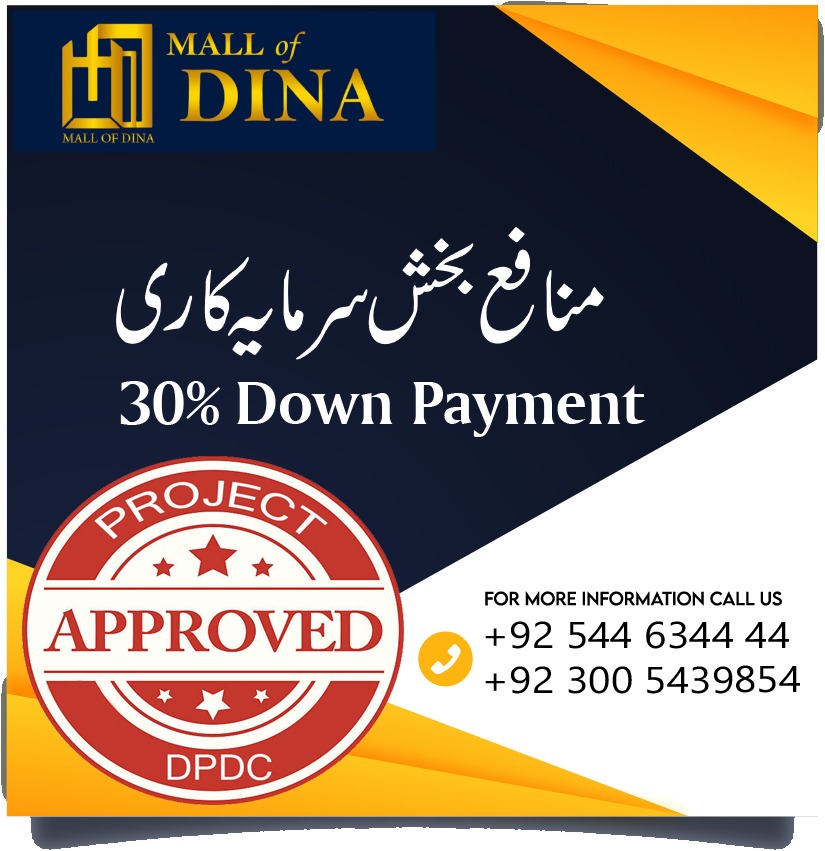 MALL of
DINA
MALL OF DINA
منافع بخش سرمایہ کاری
30% Down Payment
PROJECT
APPROVED
DPDC
FOR MORE INFORMATION CALL US
+92 544 6344 44
+92 300 5439854